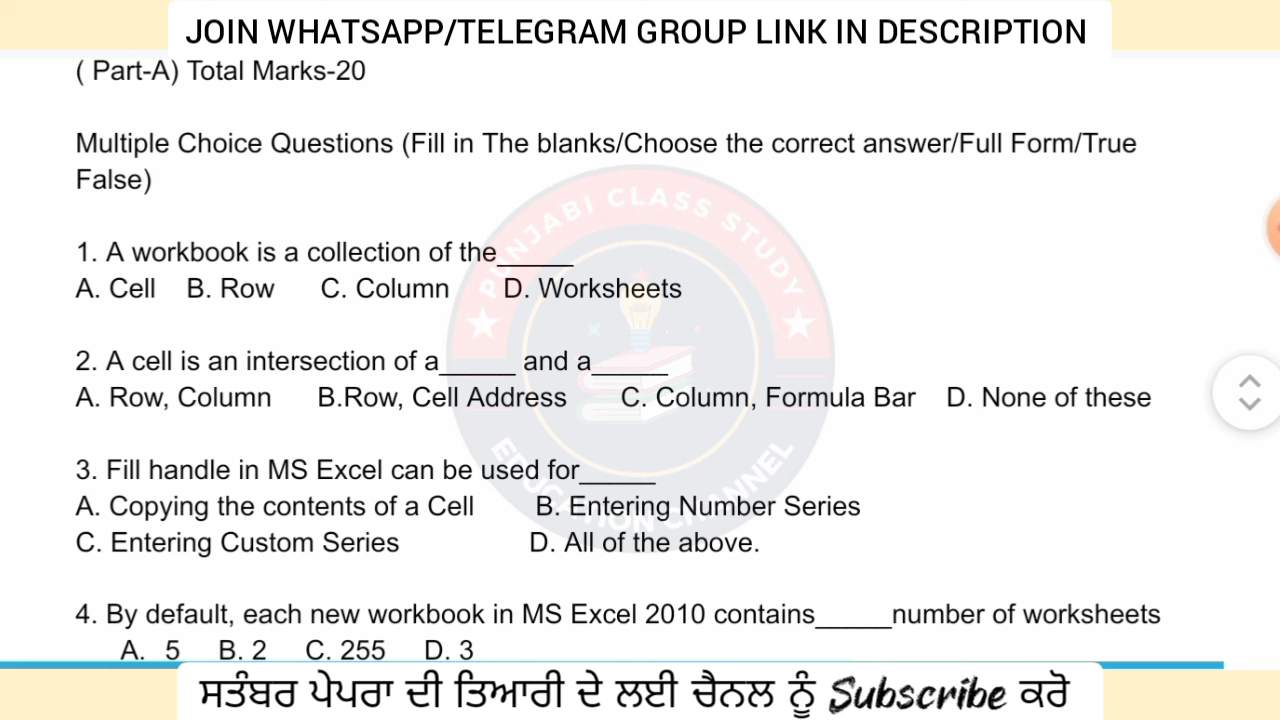 JOIN WHATSAPP/TELEGRAM GROUP LINK IN DESCRIPTION
( Part-A) Total Marks-20
Multiple Choice Questions (Fill in The blanks/Choose the correct answer/Full Form/True
False)
1. A workbook is a collection of the_____
A. Cell B. Row C. Column D. Worksheets
2. A cell is an intersection of a_____ and a_____
A. Row, Column B.Row, Cell Address C. Column, Formula Bar D. None of these
3. Fill handle in MS Excel can be used for_____
A. Copying the contents of a Cell B. Entering Number Series
C. Entering Custom Series D. All of the above.
4. By default, each new workbook in MS Excel 2010 contains_____number of worksheets
A. 5 B. 2 C. 255 D. 3
PUNJABI CLASS STUDY
EDUCATION CHANNEL
ਸਤੰਬਰ ਪੇਪਰਾ ਦੀ ਤਿਆਰੀ ਦੇ ਲਈ ਚੈਨਲ ਨੂੰ Subscribe ਕਰੋ